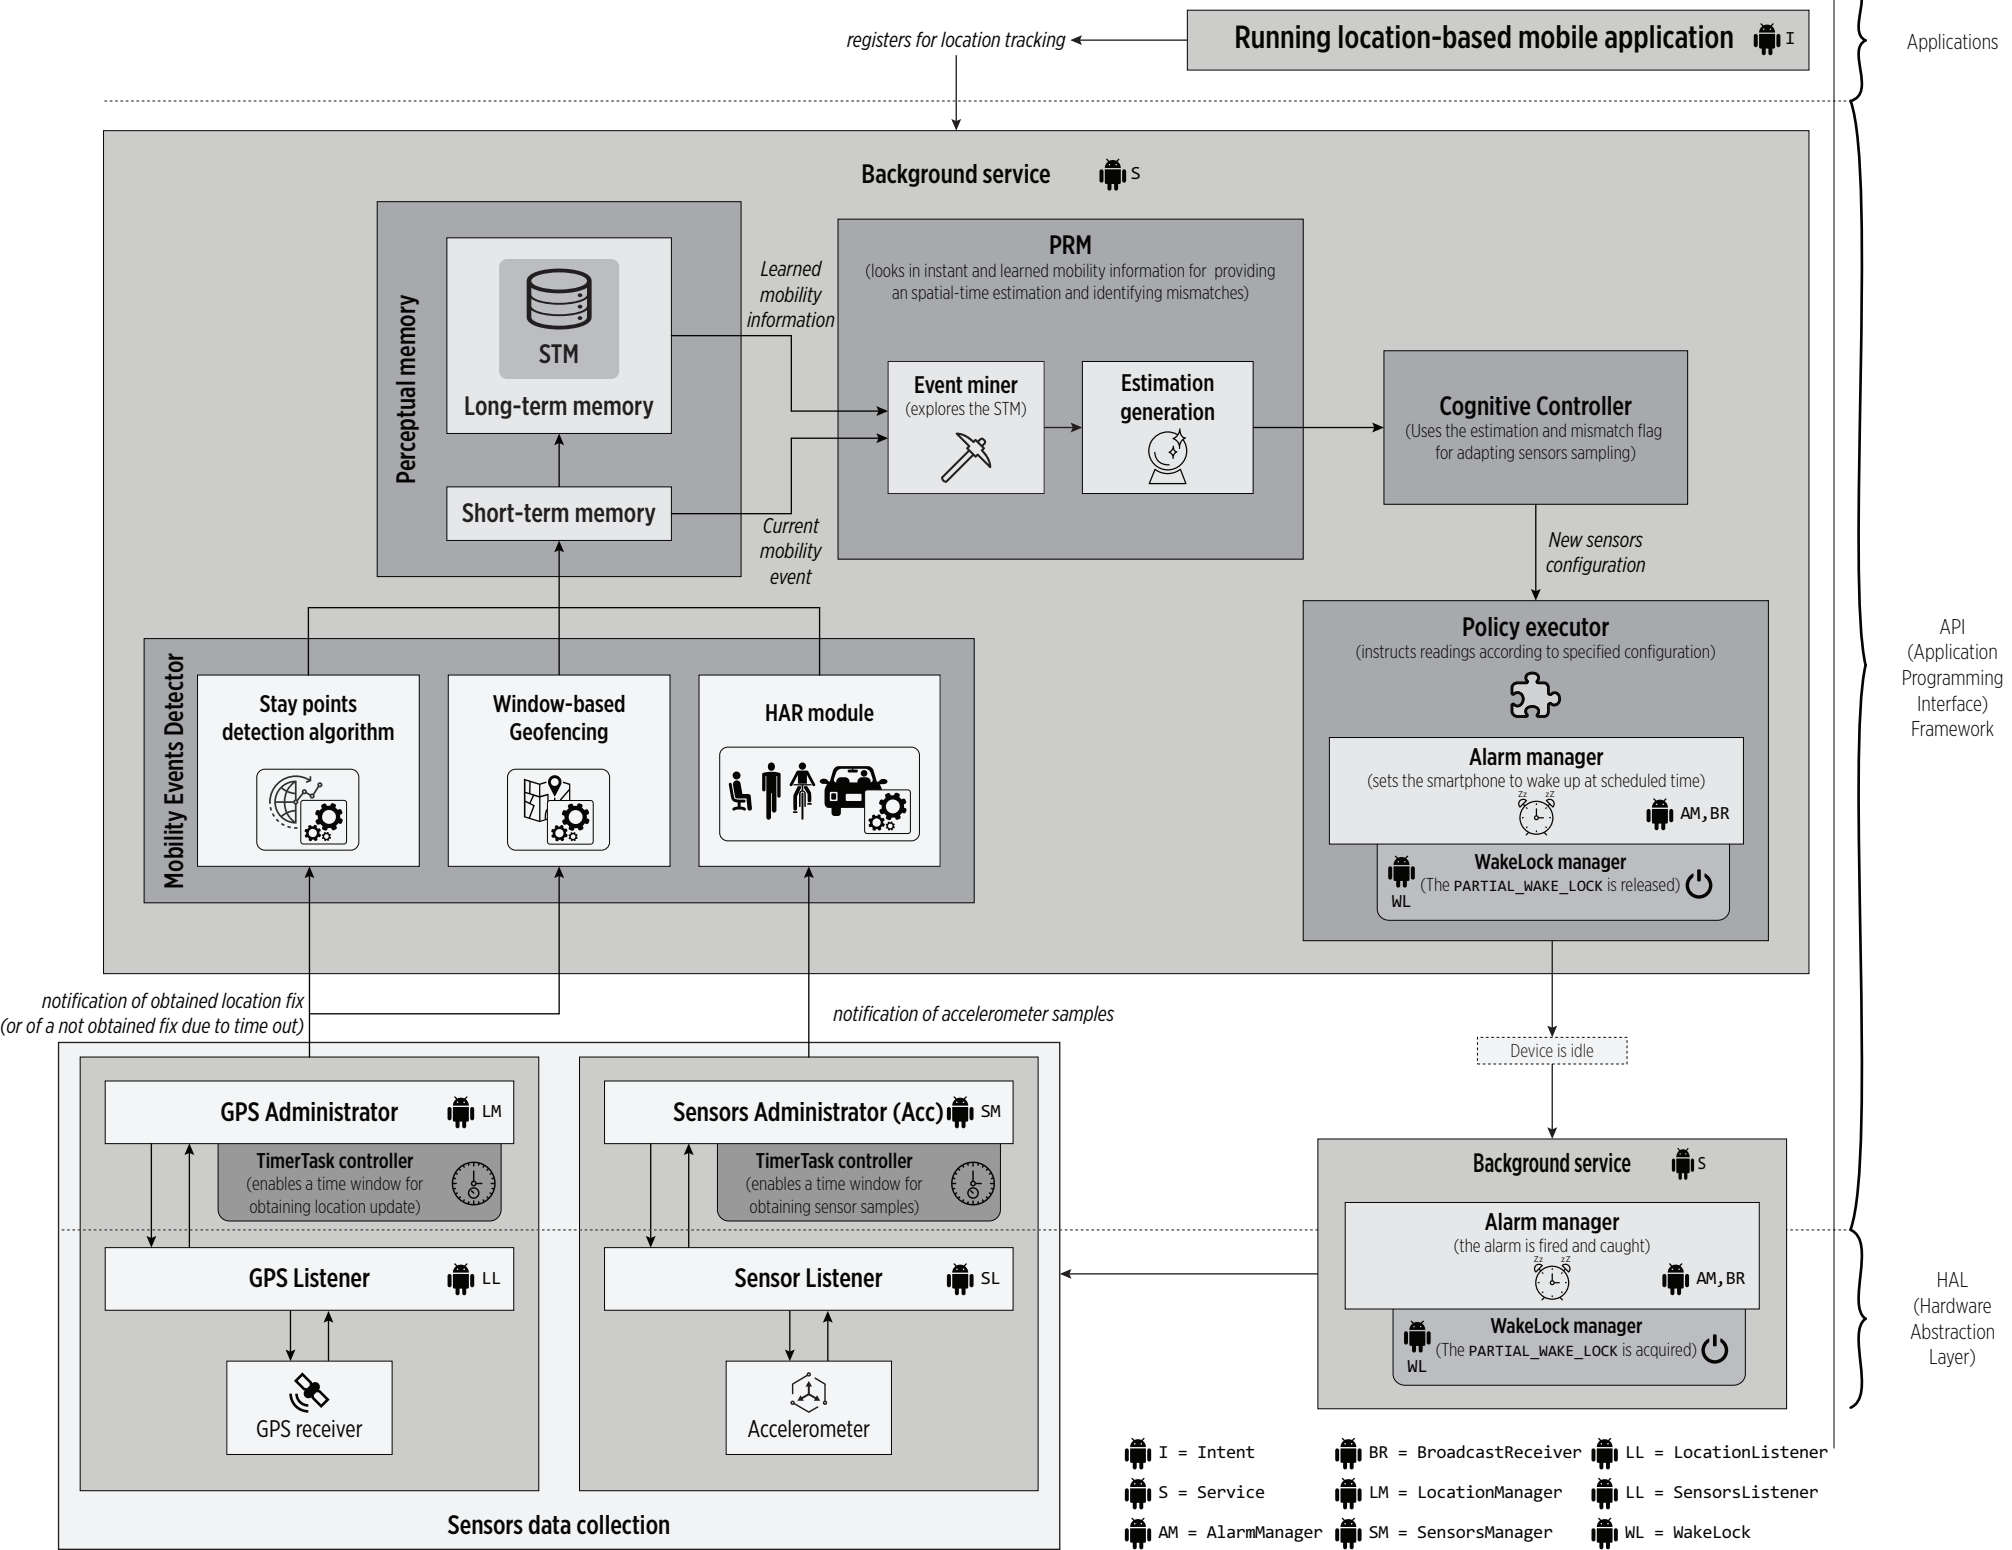 registers for location tracking
Running location-based mobile application
I
Applications
Background service
S
Perceptual memory
STM
Long-term memory
Short-term memory
Learned
mobility
information
Current
mobility
event
PRM
(looks in instant and learned mobility information for providing
an spatial-time estimation and identifying mismatches)
Event miner
(explores the STM)
Estimation
generation
Cognitive Controller
(Uses the estimation and mismatch flag
for adapting sensors sampling)
New sensors
configuration
Mobility Events Detector
Stay points
detection algorithm
Window-based
Geofencing
HAR module
Policy executor
(instructs readings according to specified configuration)
Alarm manager
(sets the smartphone to wake up at scheduled time)
Zz zZ
AM,BR
WakeLock manager
(The PARTIAL_WAKE_LOCK is released)
WL
API
(Application
Programming
Interface)
Framework
notification of obtained location fix
(or of a not obtained fix due to time out)
notification of accelerometer samples
Device is idle
GPS Administrator
LM
TimerTask controller
(enables a time window for
obtaining location update)
GPS Listener
LL
GPS receiver
Sensors Administrator (Acc)
SM
TimerTask controller
(enables a time window for
obtaining sensor samples)
Sensor Listener
SL
Accelerometer
Sensors data collection
Background service
S
Alarm manager
(the alarm is fired and caught)
Zz zZ
AM,BR
WakeLock manager
(The PARTIAL_WAKE_LOCK is acquired)
WL
HAL
(Hardware
Abstraction
Layer)
I = Intent
BR = BroadcastReceiver
LL = LocationListener
S = Service
LM = LocationManager
LL = SensorsListener
AM = AlarmManager
SM = SensorsManager
WL = WakeLock